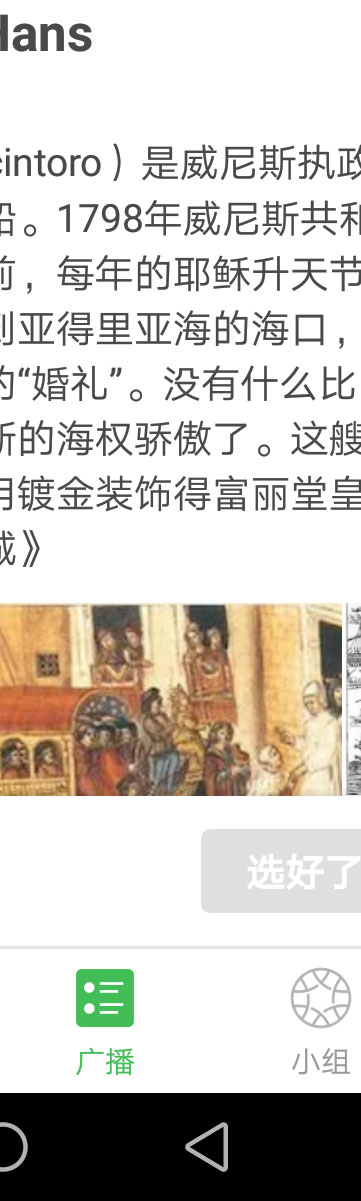 Hans
cintoro）是威尼斯执政
船。1798年威尼斯共和
前，每年的耶稣升天节
到亚得里亚海的海口，
的“婚礼”。没有什么比
斯的海权骄傲了。这艘
用镀金装饰得富丽堂皇
城》
选好了
广播
小组